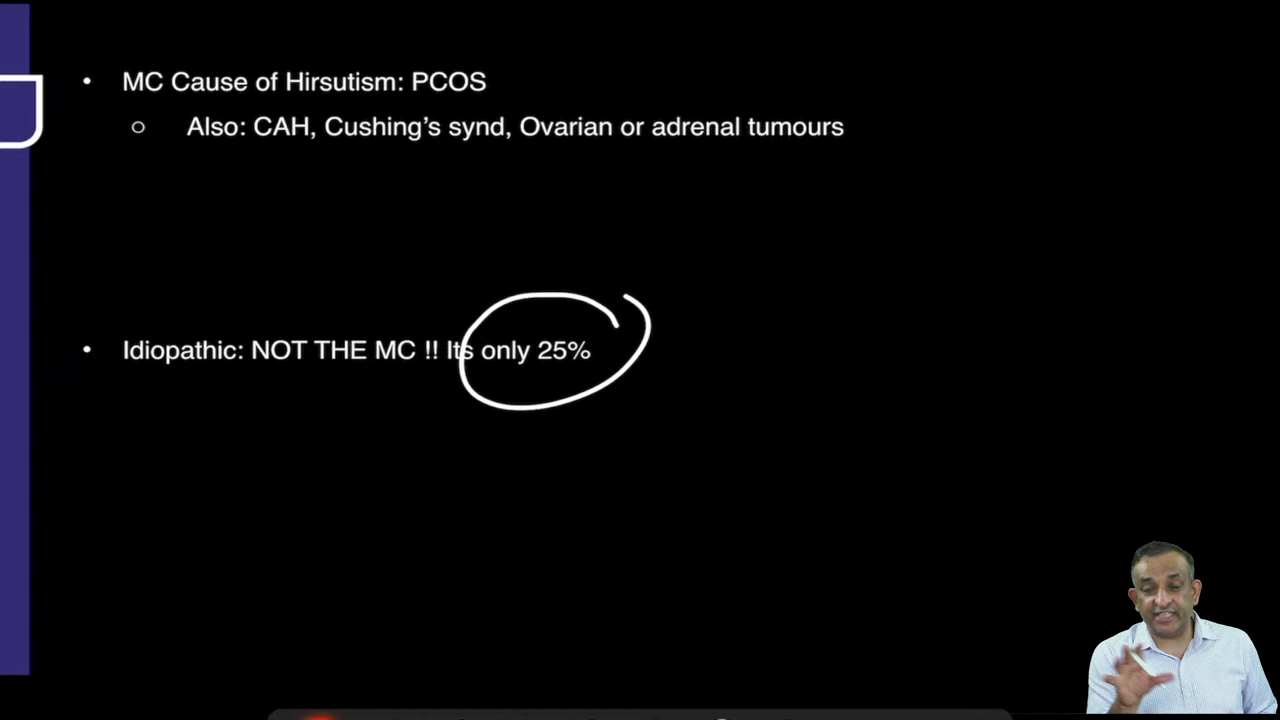 • MC Cause of Hirsutism: PCOS
○ Also: CAH, Cushing’s synd, Ovarian or adrenal tumours
• Idiopathic: NOT THE MC !! Its only 25%